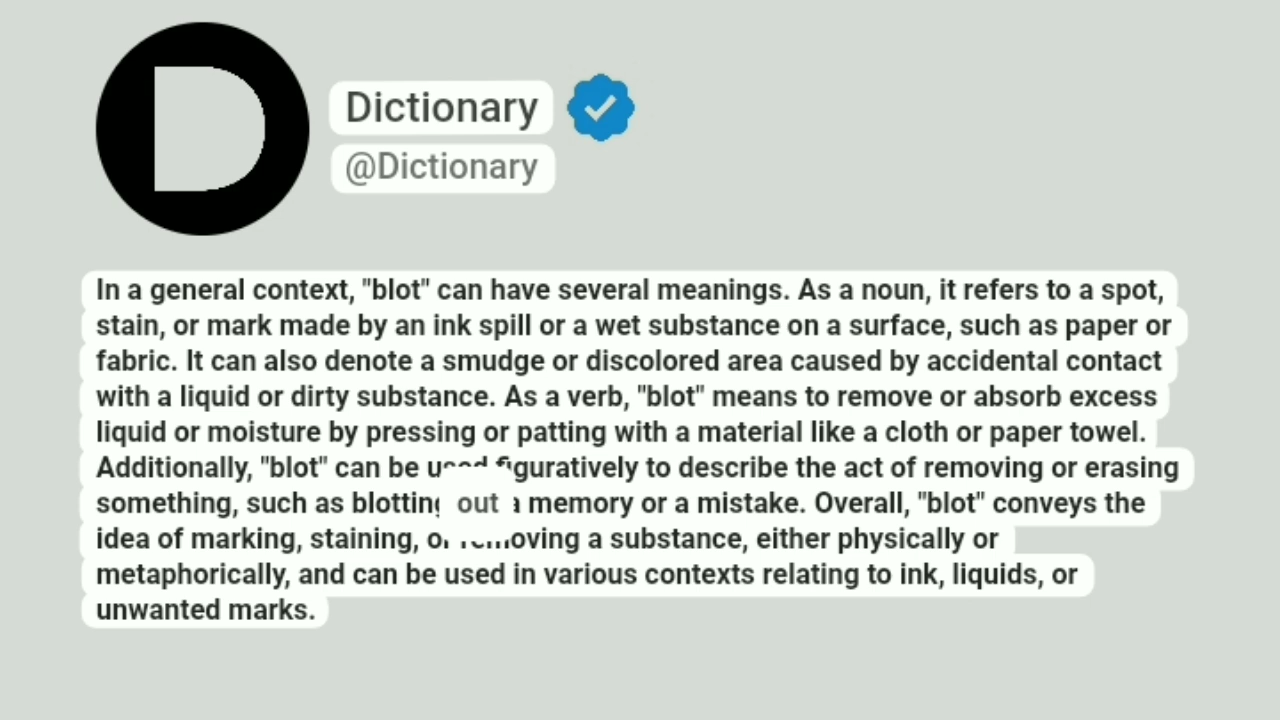 Dictionary
@Dictionary
In a general context, "blot" can have several meanings. As a noun, it refers to a spot,
stain, or mark made by an ink spill or a wet substance on a surface, such as paper or
fabric. It can also denote a smudge or discolored area caused by accidental contact
with a liquid or dirty substance. As a verb, "blot" means to remove or absorb excess
liquid or moisture by pressing or patting with a material like a cloth or paper towel.
Additionally, "blot" can be used figuratively to describe the act of removing or erasing
something, such as blotting out a memory or a mistake. Overall, "blot" conveys the
idea of marking, staining, or removing a substance, either physically or
metaphorically, and can be used in various contexts relating to ink, liquids, or
unwanted marks.